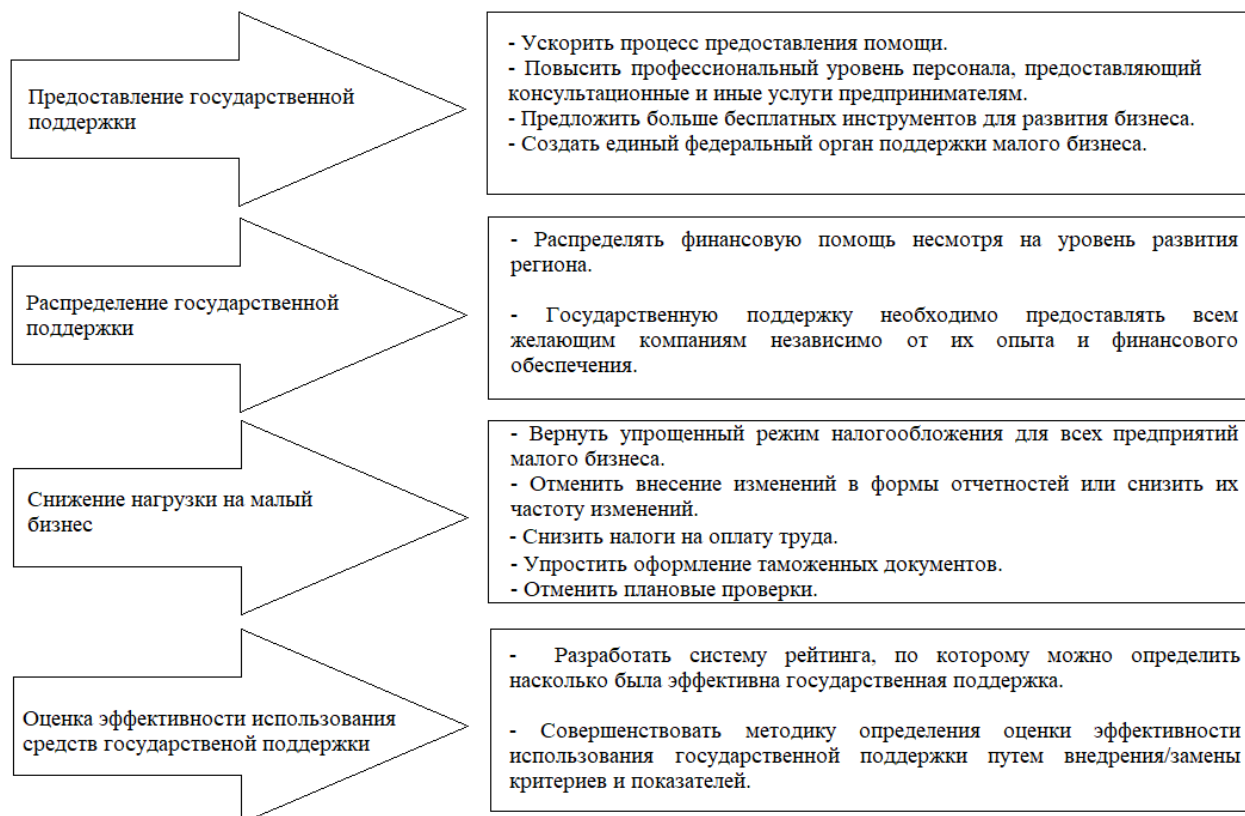 Предоставление государственной
поддержки
- Ускорить процесс предоставления помощи.
- Повысить профессиональный уровень персонала, предоставляющий
консультационные и иные услуги предпринимателям.
- Предложить больше бесплатных инструментов для развития бизнеса.
- Создать единый федеральный орган поддержки малого бизнеса.
Распределение государственной
поддержки
- Распределять финансовую помощь несмотря на уровень развития
региона.
- Государственную поддержку необходимо предоставлять всем
желающим компаниям независимо от их опыта и финансового
обеспечения.
Снижение нагрузки на малый
бизнес
- Вернуть упрощенный режим налогообложения для всех предприятий
малого бизнеса.
- Отменить внесение изменений в формы отчетностей или снизить их
частоту изменений.
- Снизить налоги на оплату труда.
- Упростить оформление таможенных документов.
- Отменить плановые проверки.
Оценка эффективности использования
средств государственой поддержки
- Разработать систему рейтинга, по которому можно определить
насколько была эффективна государственная поддержка.
- Совершенствовать методику определения оценки эффективности
использования государственной поддержки путем внедрения/замены
критериев и показателей.